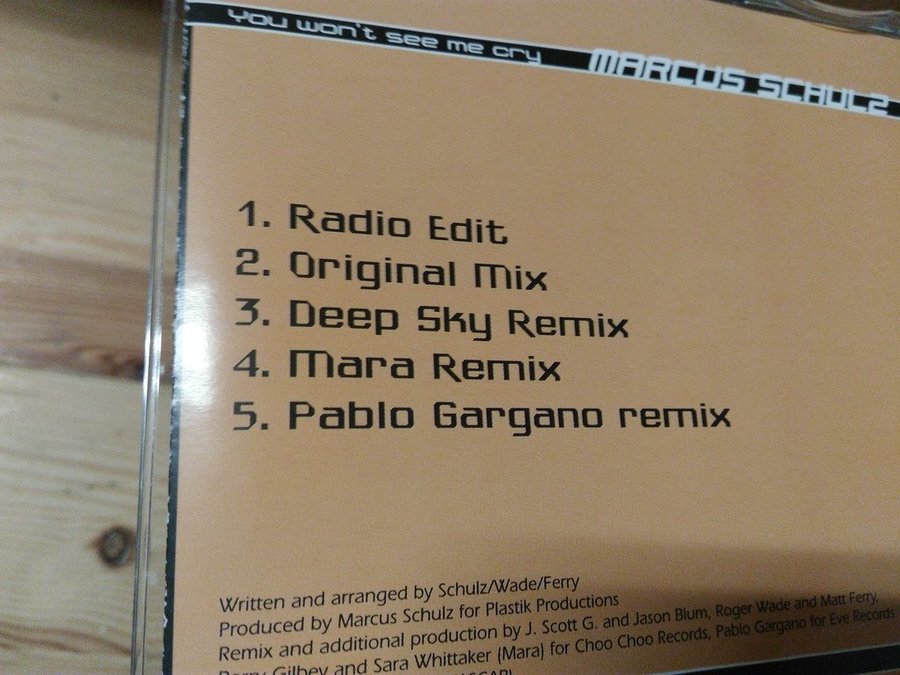 You won't see me cry MARCUS SCHULZ
1. Radio Edit
2. Original Mix
3. Deep Sky Remix
4. Mara Remix
5. Pablo Gargano remix
Written and arranged by Schulz/Wade/Ferry
Produced by Marcus Schulz for Plastik Productions
Remix and additional production by J. Scott G. and Jason Blum, Roger Wade and Matt Ferry,
Gilbey and Sara Whittaker (Mara) for Choo Choo Records, Pablo Gargano for Eve Records